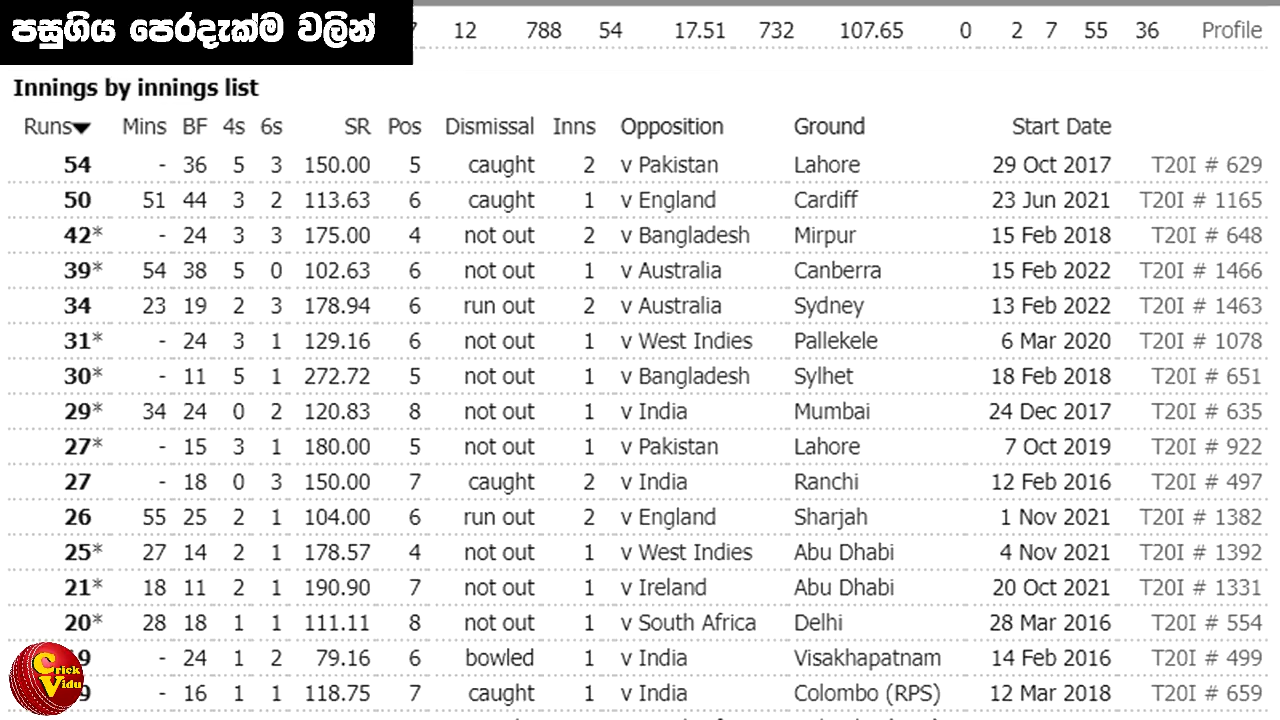 පසුගිය පෙරදැක්ම වලින්
12 788 54 17.51 732 107.65 0 2 7 55 36 Profile
Innings by innings list
Runs▼ Mins BF 4s 6s SR Pos Dismissal Inns Opposition Ground Start Date
54 - 36 5 3 150.00 5 caught 2 v Pakistan Lahore 29 Oct 2017 T20I # 629
50 51 44 3 2 113.63 6 caught 1 v England Cardiff 23 Jun 2021 T20I # 1165
42* - 24 3 3 175.00 4 not out 2 v Bangladesh Mirpur 15 Feb 2018 T20I # 648
39* 54 38 5 0 102.63 6 not out 1 v Australia Canberra 15 Feb 2022 T20I # 1466
34 23 19 2 3 178.94 6 run out 2 v Australia Sydney 13 Feb 2022 T20I # 1463
31* - 24 3 1 129.16 6 not out 1 v West Indies Pallekele 6 Mar 2020 T20I # 1078
30* - 11 5 1 272.72 5 not out 1 v Bangladesh Sylhet 18 Feb 2018 T20I # 651
29* 34 24 0 2 120.83 8 not out 1 v India Mumbai 24 Dec 2017 T20I # 635
27* - 15 3 1 180.00 5 not out 1 v Pakistan Lahore 7 Oct 2019 T20I # 922
27 - 18 0 3 150.00 7 caught 2 v India Ranchi 12 Feb 2016 T20I # 497
26 55 25 2 1 104.00 6 run out 2 v England Sharjah 1 Nov 2021 T20I # 1382
25* 27 14 2 1 178.57 4 not out 1 v West Indies Abu Dhabi 4 Nov 2021 T20I # 1392
21* 18 11 2 1 190.90 7 not out 1 v Ireland Abu Dhabi 20 Oct 2021 T20I # 1331
20* 28 18 1 1 111.11 8 not out 1 v South Africa Delhi 28 Mar 2016 T20I # 554
- 24 1 2 79.16 6 bowled 1 v India Visakhapatnam 14 Feb 2016 T20I # 499
- 16 1 1 118.75 7 caught 1 v India Colombo (RPS) 12 Mar 2018 T20I # 659
Crick
Vidu